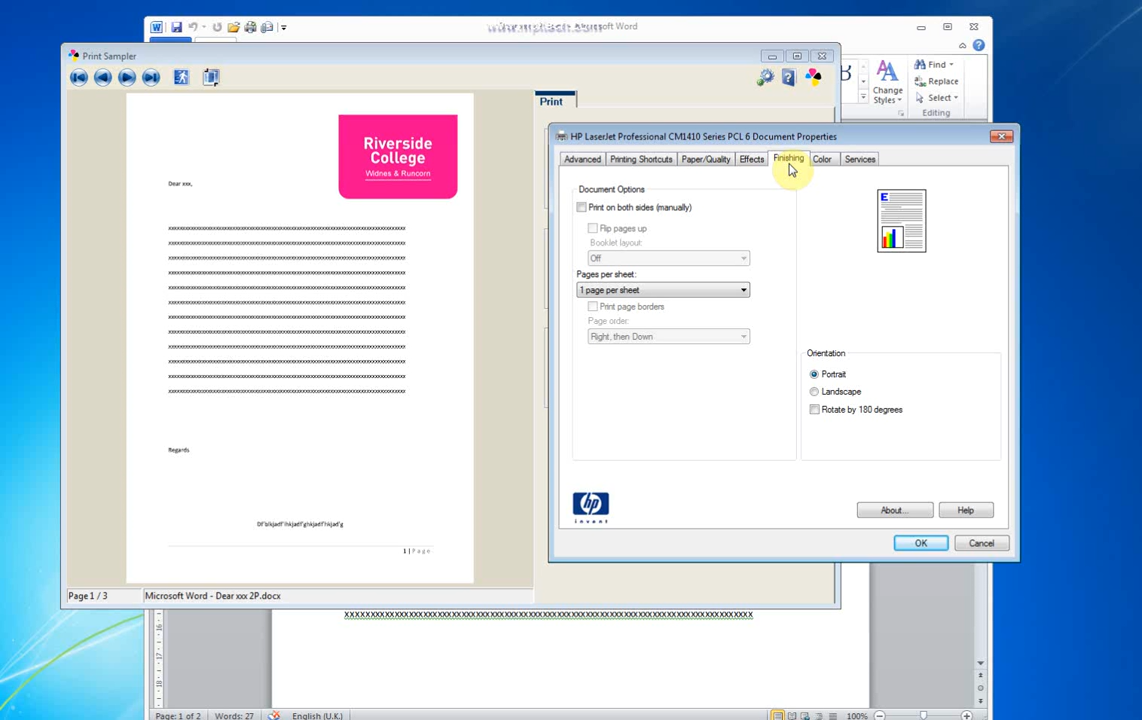 Microsoft Word
Print Sampler
Find
Replace
Select
Change
Styles
Editing
Print
Riverside
College
Widnes & Runcorn
Dear xxx,
Regards
1 | Page
Page 1 / 3
Microsoft Word - Dear xxx 2P.docx
HP LaserJet Professional CM1410 Series PCL 6 Document Properties
Advanced
Printing Shortcuts
Paper/Quality
Effects
Finishing
Color
Services
Document Options
Print on both sides (manually)
Flip pages up
Booklet layout:
Off
Pages per sheet:
1 page per sheet
Print page borders
Page order:
Right, then Down
E
Orientation
Portrait
Landscape
Rotate by 180 degrees
hp
invent
About...
Help
OK
Cancel
16
Page: 1 of 2
Words: 27
English (U.K.)
100%